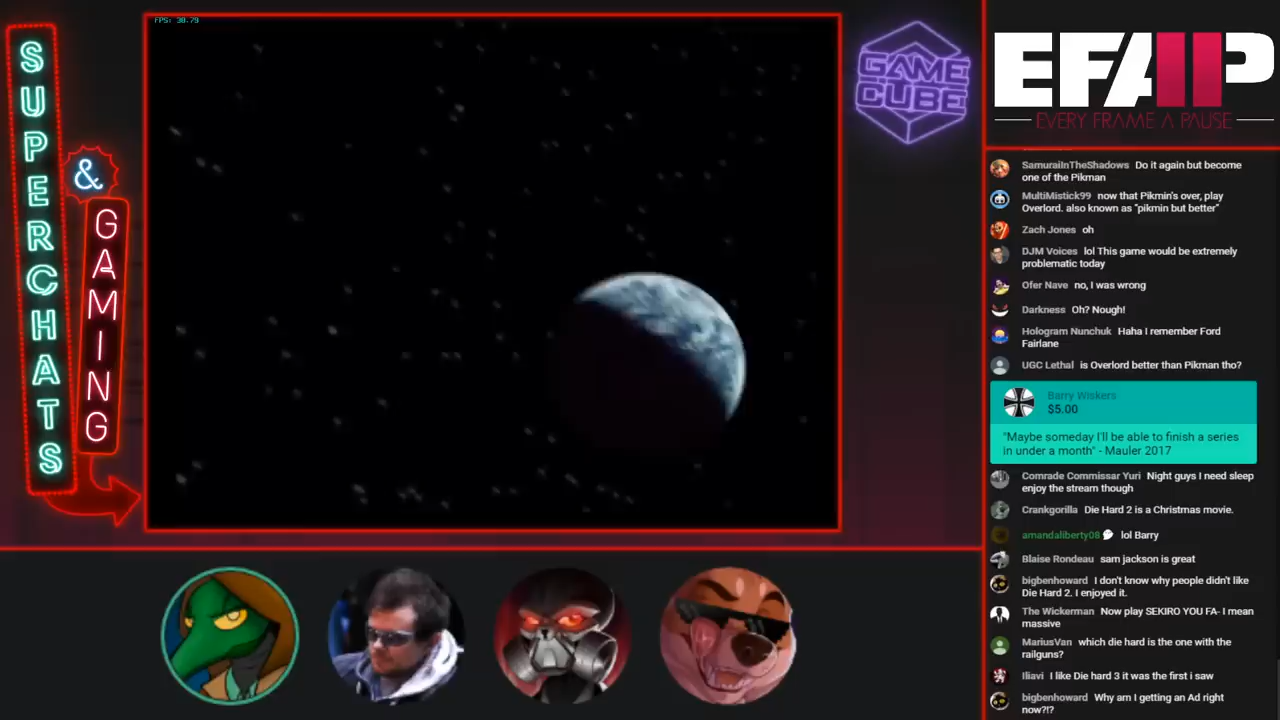 FPS: 30.79
SUPERCHATS
&
GAMING
GAME
CUBE
EFAP
EVERY FRAME A PAUSE
SamuraiInTheShadows Do it again but become
one of the Pikman
MultiMistick99 now that Pikmin's over, play
Overlord. also known as "pikmin but better"
Zach Jones oh
DJM Voices lol This game would be extremely
problematic today
Ofer Nave no, I was wrong
Darkness Oh? Nough!
Hologram Nunchuk Haha I remember Ford
Fairlane
UGC Lethal is Overlord better than Pikman tho?
Barry Wiskers
$5.00
"Maybe someday I'll be able to finish a series
in under a month" - Mauler 2017
Comrade Commissar Yuri Night guys I need sleep
enjoy the stream though
Crankgorilla Die Hard 2 is a Christmas movie.
amandaliberty08 lol Barry
Blaise Rondeau sam jackson is great
bigbenhoward I don't know why people didn't like
Die Hard 2. I enjoyed it.
The Wickerman Now play SEKIRO YOU FA- I mean
massive
MariusVan which die hard is the one with the
railguns?
Iliavi I like Die hard 3 it was the first i saw
bigbenhoward Why am I getting an Ad right
now?!?